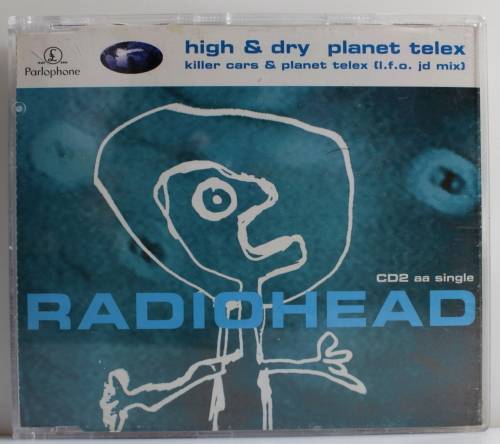 Parlophone
high & dry planet telex
killer cars & planet telex (l.f.o. jd mix)
CD2 aa single
RADIOHEAD